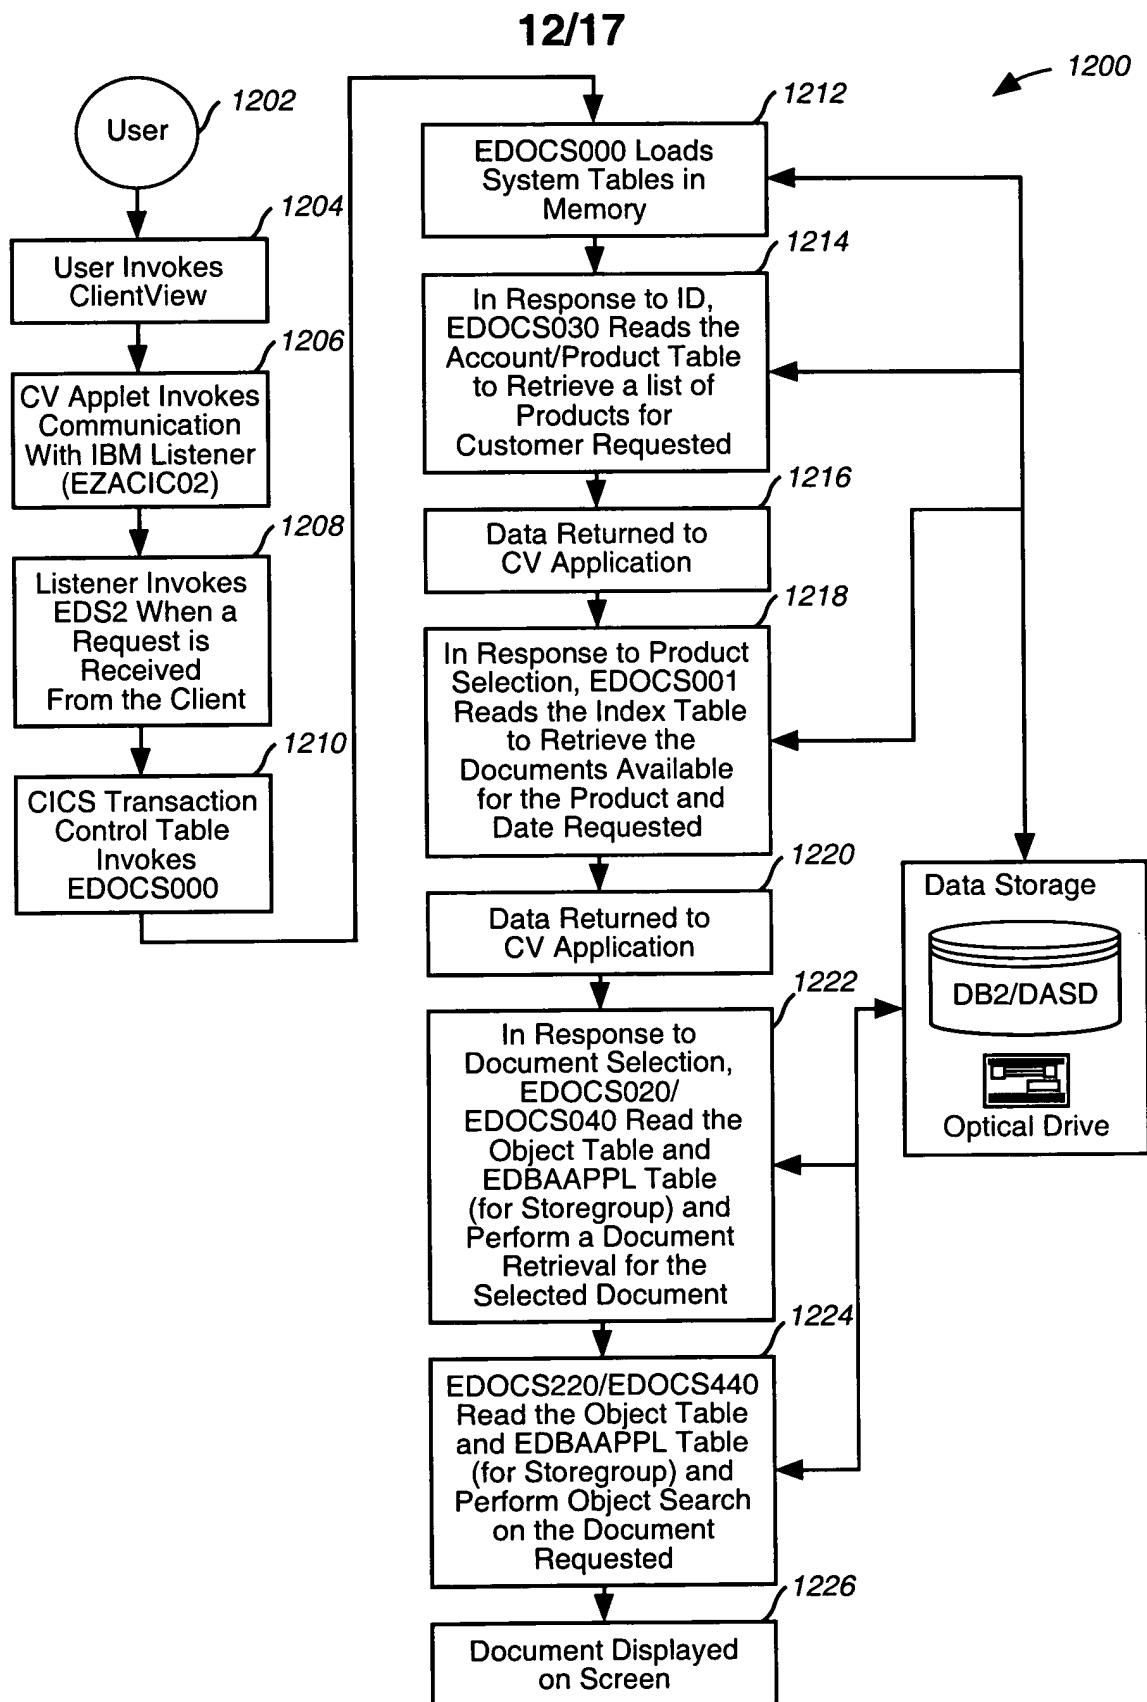 12/17
1200
1202
User
1204
User Invokes
ClientView
1206
CV Applet Invokes
Communication
With IBM Listener
(EZACIC02)
1208
Listener Invokes
EDS2 When a
Request is
Received
From the Client
1210
CICS Transaction
Control Table
Invokes
EDOCS000
1212
EDOCS000 Loads
System Tables in
Memory
1214
In Response to ID,
EDOCS030 Reads the
Account/Product Table
to Retrieve a list of
Products for
Customer Requested
1216
Data Returned to
CV Application
1218
In Response to Product
Selection, EDOCS001
Reads the Index Table
to Retrieve the
Documents Available
for the Product and
Date Requested
1220
Data Returned to
CV Application
1222
In Response to
Document Selection,
EDOCS020/
EDOCS040 Read the
Object Table and
EDBAAPPL Table
(for Storegroup) and
Perform a Document
Retrieval for the
Selected Document
1224
EDOCS220/EDOCS440
Read the Object Table
and EDBAAPPL Table
(for Storegroup) and
Perform Object Search
on the Document
Requested
1226
Document Displayed
on Screen
Data Storage
DB2/DASD
Optical Drive